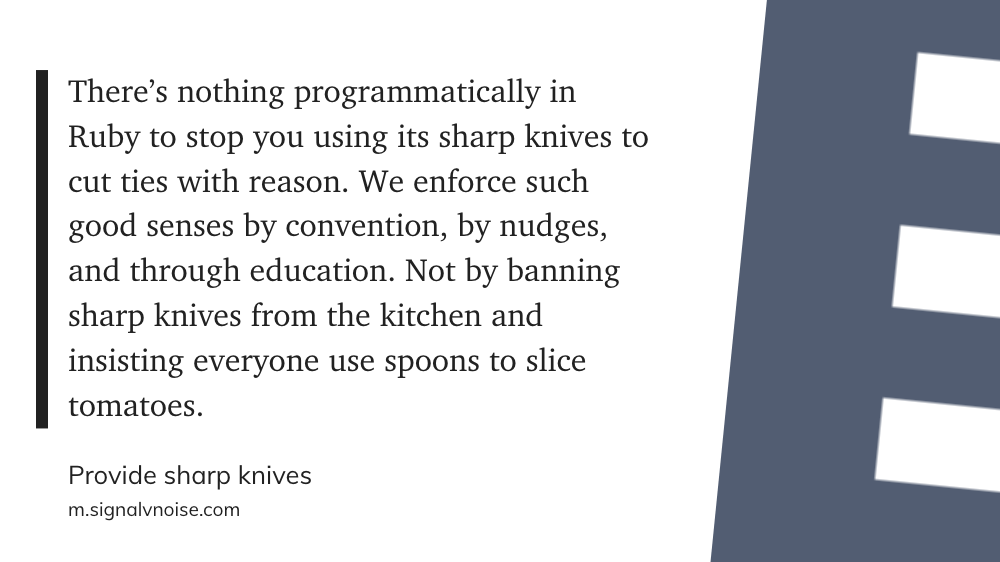 There’s nothing programmatically in
Ruby to stop you using its sharp knives to
cut ties with reason. We enforce such
good senses by convention, by nudges,
and through education. Not by banning
sharp knives from the kitchen and
insisting everyone use spoons to slice
tomatoes.
Provide sharp knives
m.signalvnoise.com